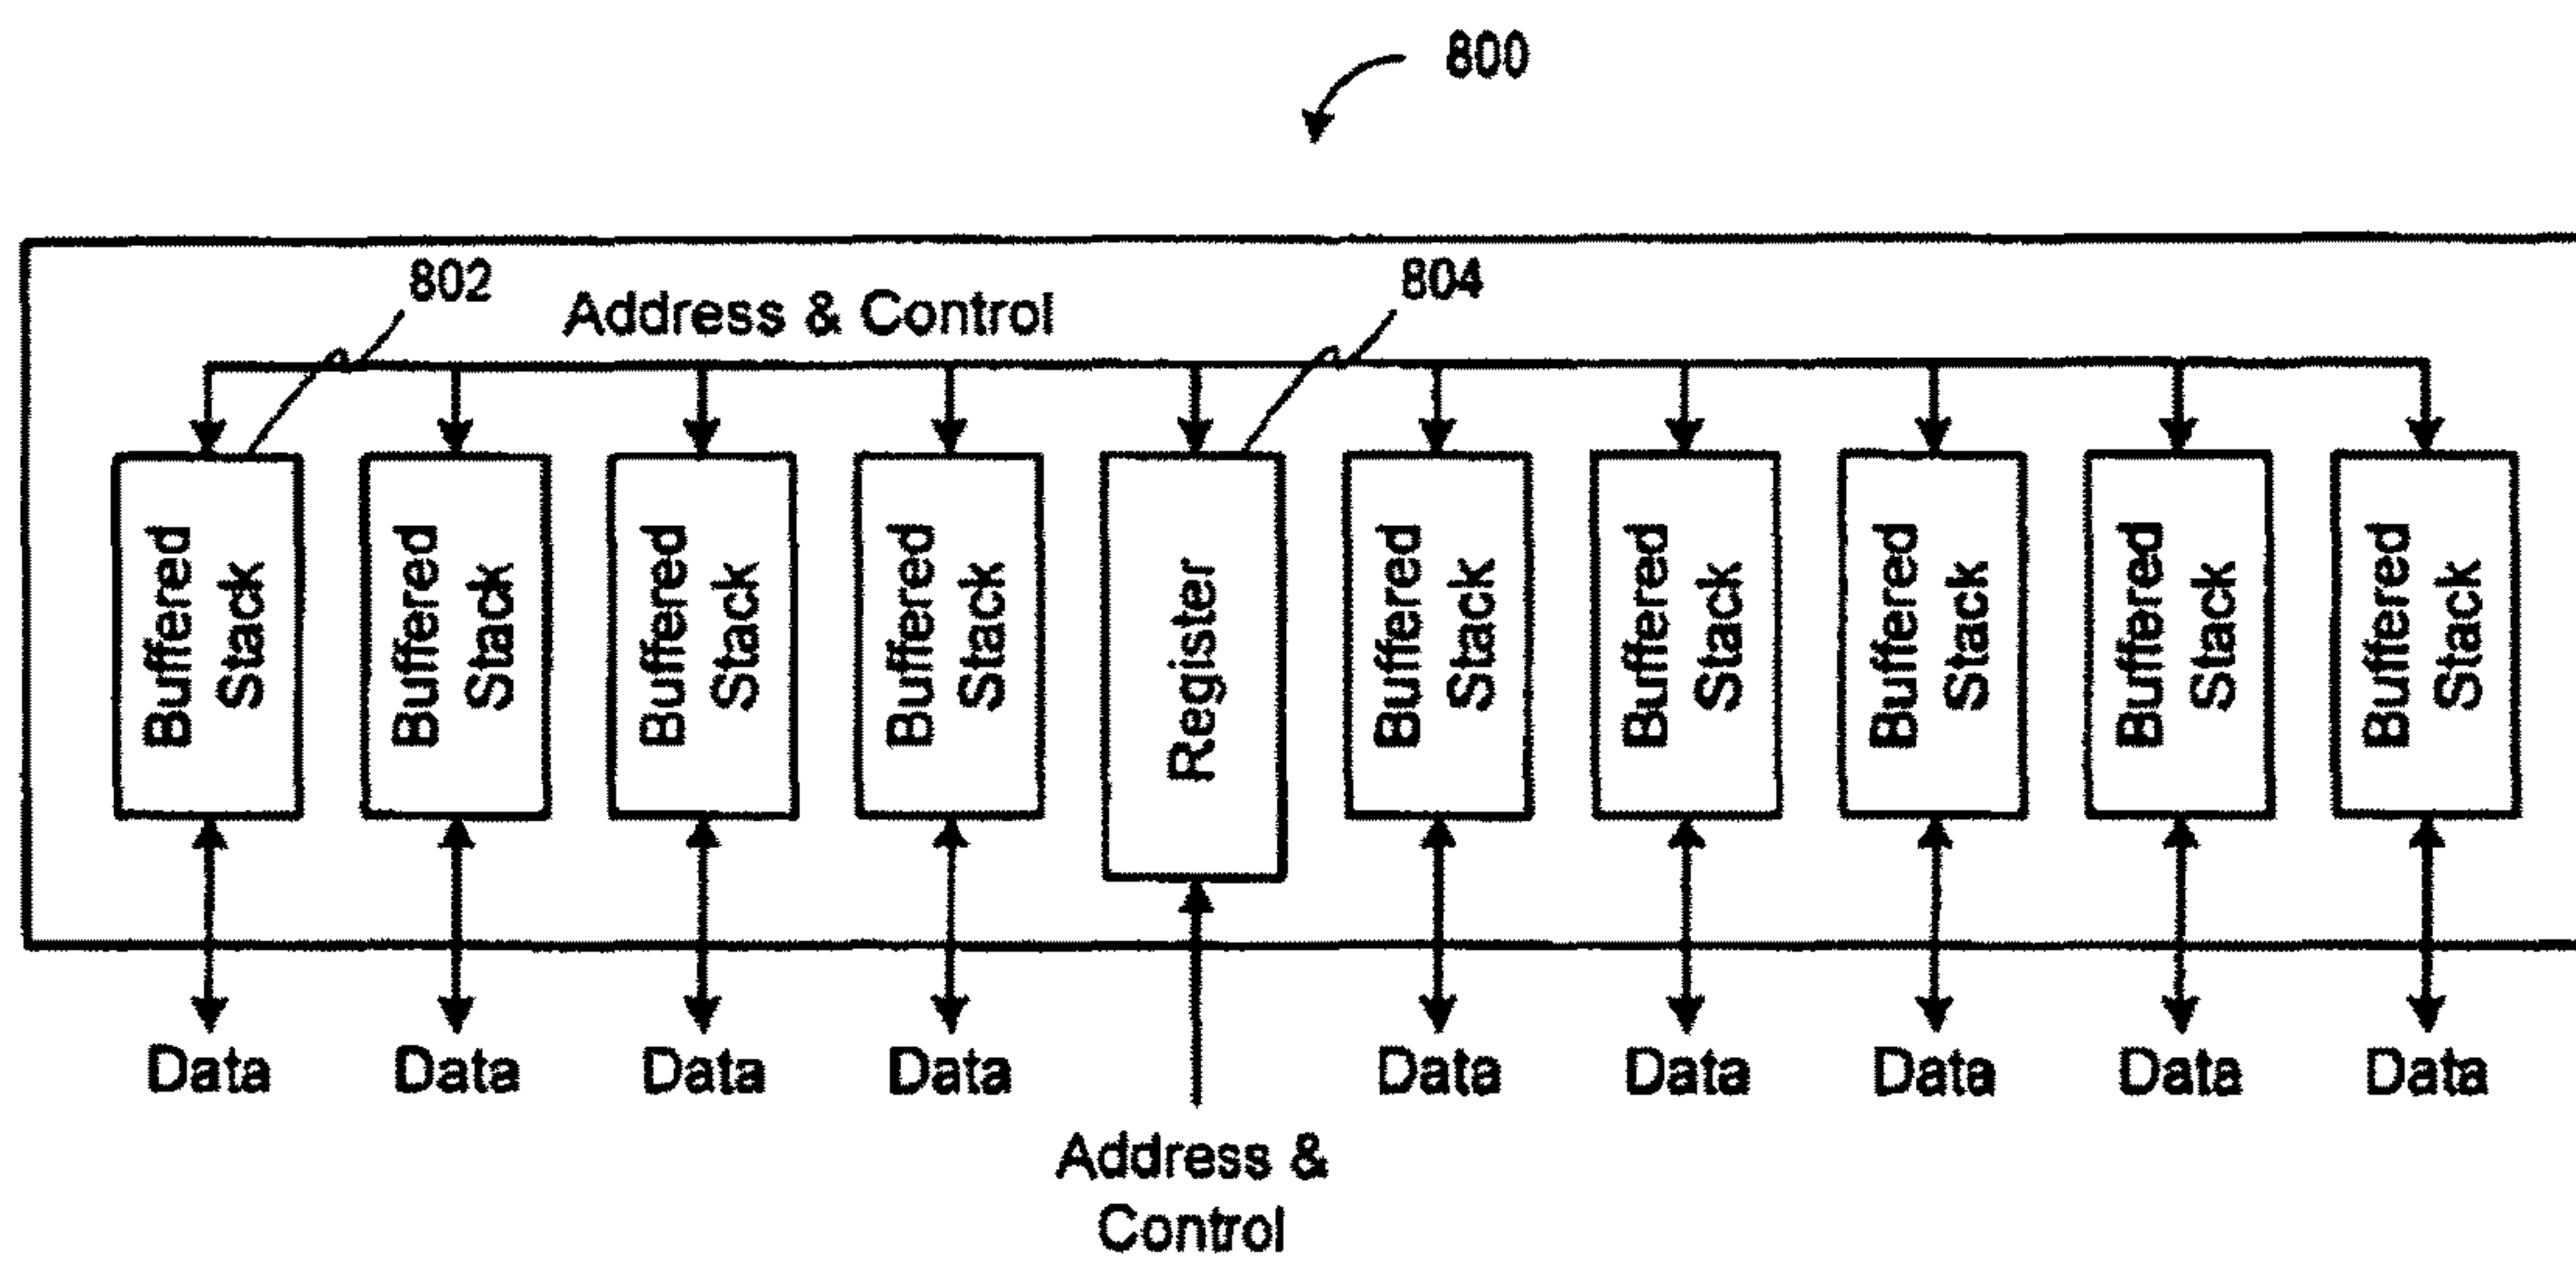 800
802
Address & Control
804
Buffered
Stack
Buffered
Stack
Buffered
Stack
Buffered
Stack
Register
Buffered
Stack
Buffered
Stack
Buffered
Stack
Buffered
Stack
Buffered
Stack
Data
Data
Data
Data
Data
Data
Data
Data
Data
Address &
Control